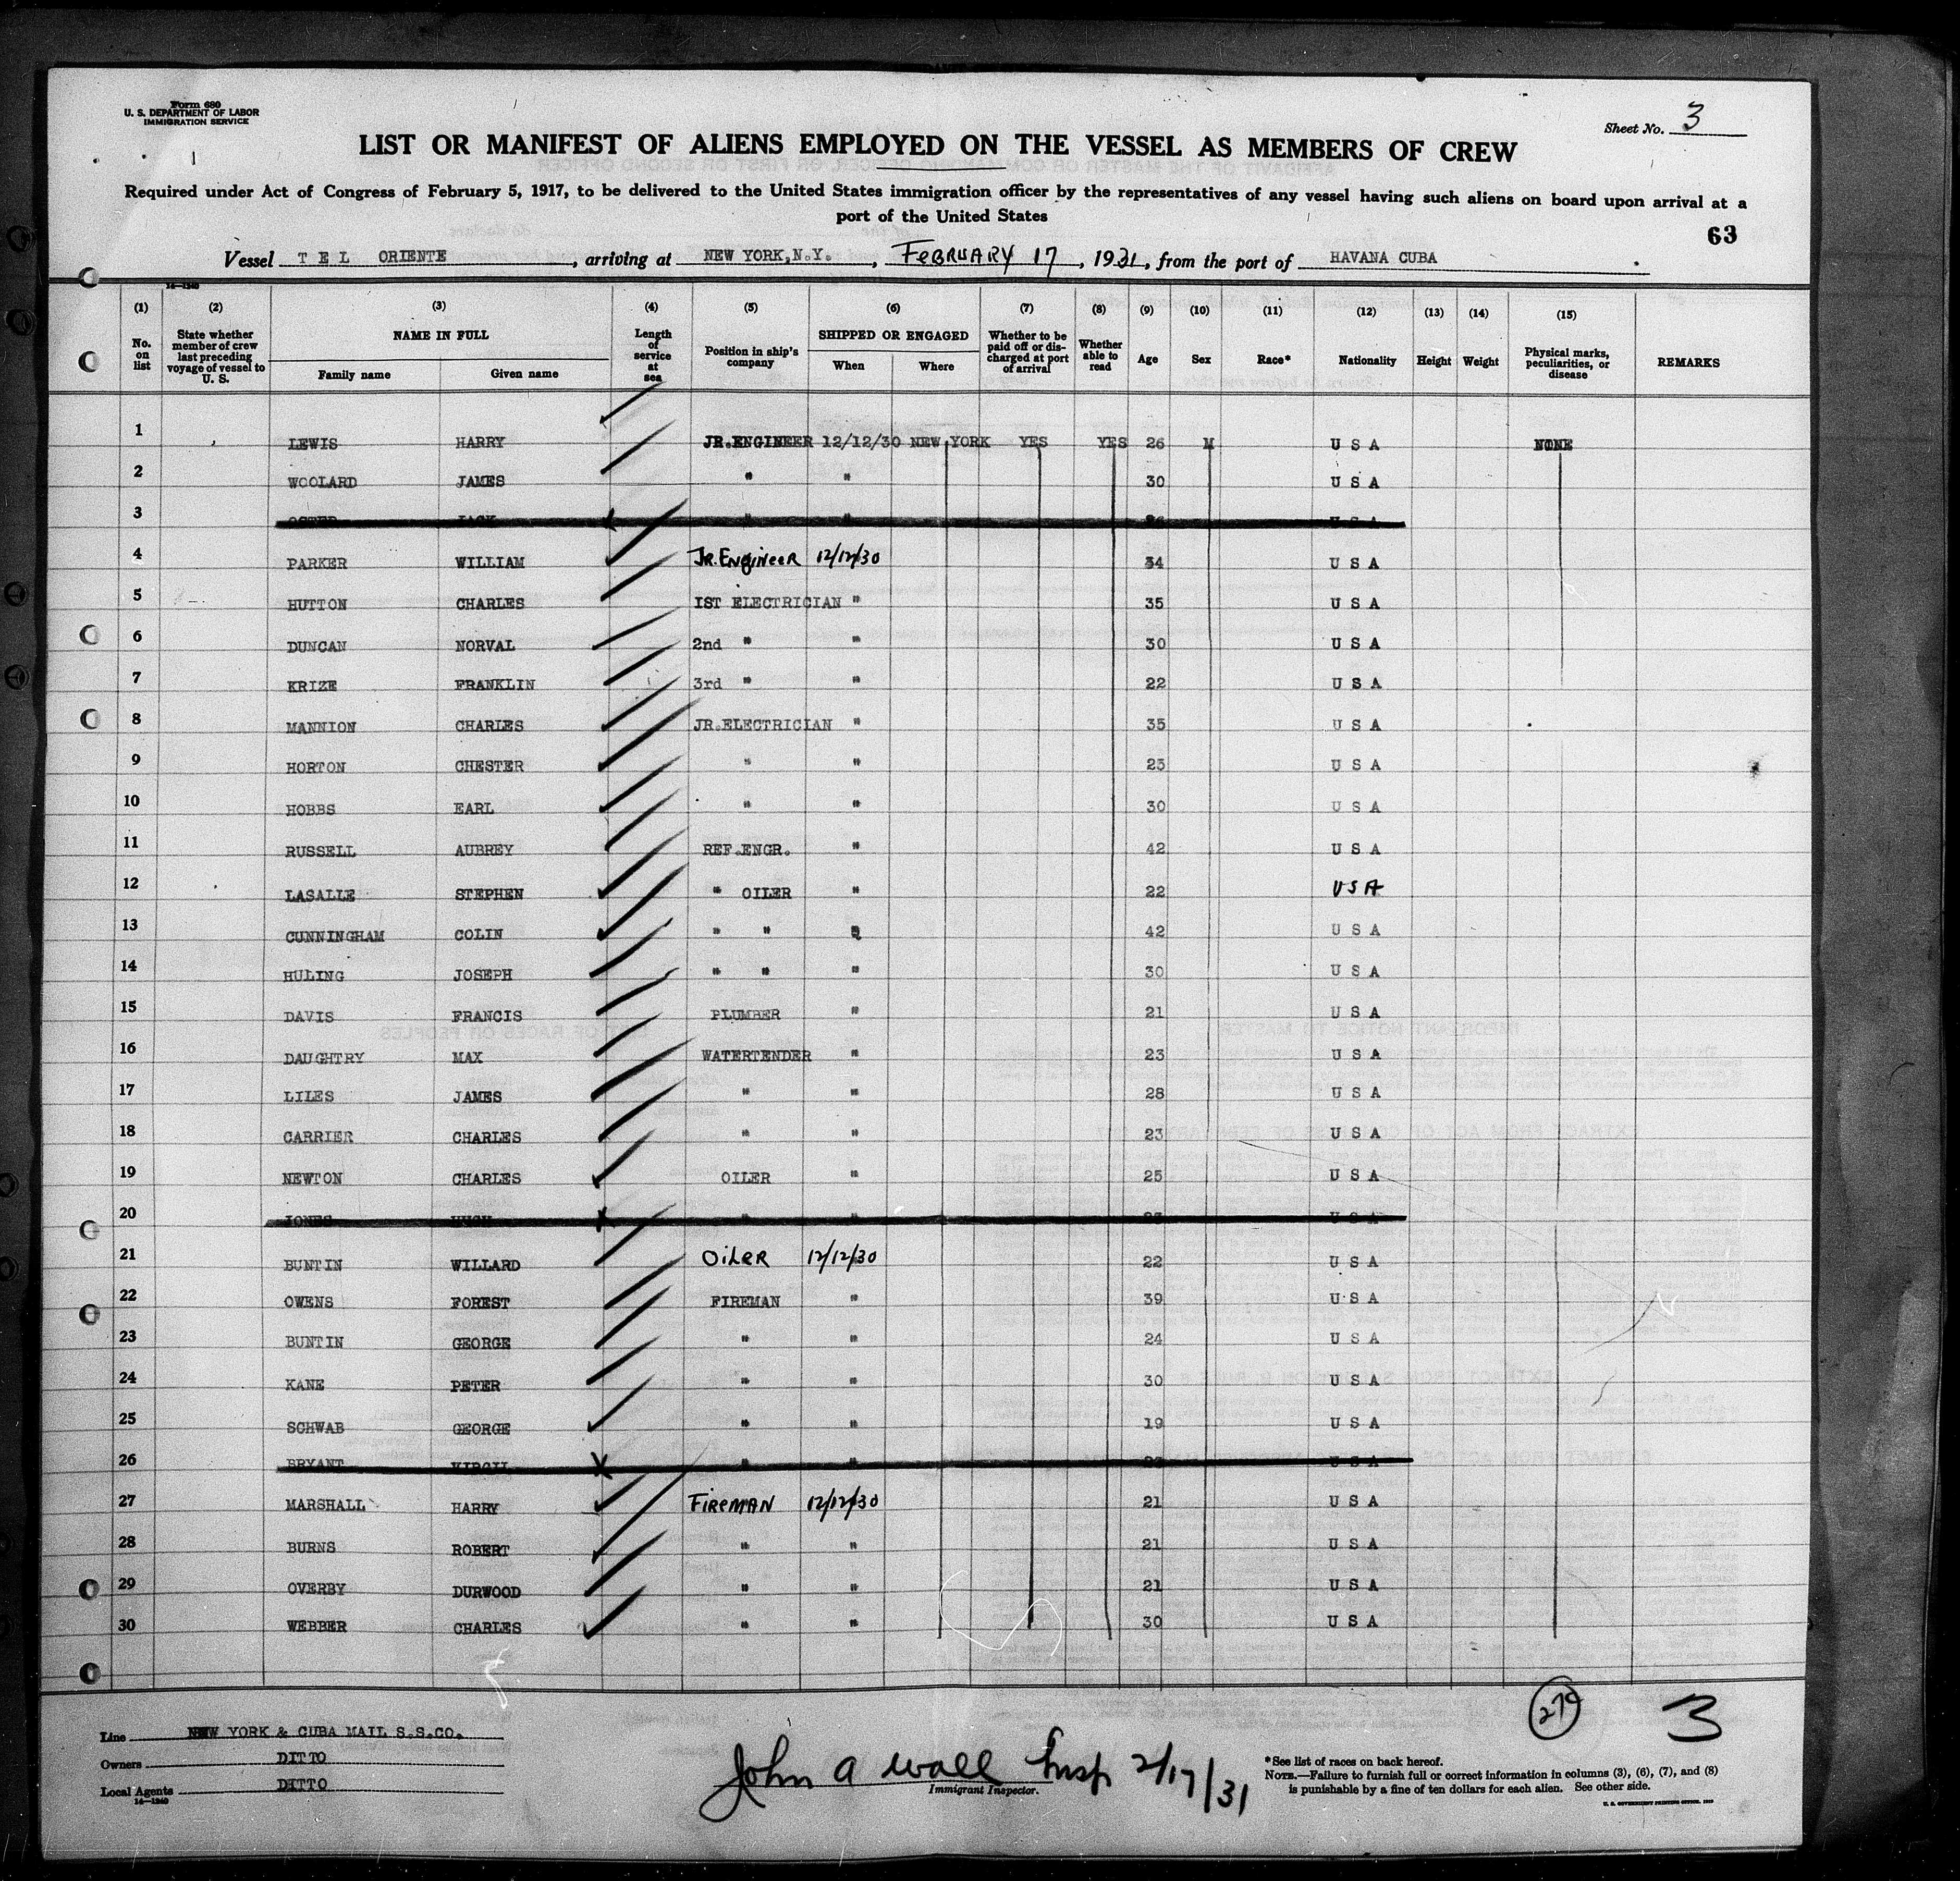 Form 680
U. S. DEPARTMENT OF LABOR
IMMIGRATION SERVICE
Sheet No. 3
LIST OR MANIFEST OF ALIENS EMPLOYED ON THE VESSEL AS MEMBERS OF CREW
Required under Act of Congress of February 5, 1917, to be delivered to the United States immigration officer by the representatives of any vessel having such aliens on board upon arrival at a
port of the United States
63
Vessel T E L ORIENTE, arriving at NEW YORK,N.Y., FEBRUARY 17, 1931, from the port of HAVANA CUBA
14-1240
(1) (2) (3) (4) (5) (6) (7) (8) (9) (10) (11) (12) (13) (14) (15)
No. on list State whether member of crew last preceding voyage of vessel to U. S. NAME IN FULL Family name Given name Length of service at sea Position in ship's company SHIPPED OR ENGAGED When Where Whether to be paid off or discharged at port of arrival Whether able to read Age Sex Race* Nationality Height Weight Physical marks, peculiarities, or disease REMARKS
1 LEWIS HARRY JR.ENGINEER 12/12/30 NEW YORK YES YES 26 M U S A NONE
2 WOOLARD JAMES " " 30 U S A
3 JACK " " U S A
4 PARKER WILLIAM JR. ENGINEER 12/12/30 34 U S A
5 HUTTON CHARLES IST ELECTRICIAN " 35 U S A
6 DUNCAN NORVAL 2nd " " 30 U S A
7 KRIZE FRANKLIN 3rd " " 22 U S A
8 MANNION CHARLES JR.ELECTRICIAN " 35 U S A
9 HORTON CHESTER " " 23 U S A
10 HOBBS EARL " " 30 U S A
11 RUSSELL AUBREY REF.ENGR. " 42 U S A
12 LASALLE STEPHEN " OILER " 22 USA
13 CUNNINGHAM COLIN " " " 42 U S A
14 HULING JOSEPH " " " 30 U S A
15 DAVIS FRANCIS PLUMBER " 21 U S A
16 DAUGHTRY MAX WATERTENDER " 23 U S A
17 LILES JAMES " " 28 U S A
18 CARRIER CHARLES " " 23 U S A
19 NEWTON CHARLES OILER " 25 U S A
20 JONES HUGH " " U S A
21 BUNTIN WILLARD OILER 12/12/30 22 U S A
22 OWENS FOREST FIREMAN " 39 U S A
23 BUNTIN GEORGE " " 24 U S A
24 KANE PETER " " 30 U S A
25 SCHWAB GEORGE " " 19 U S A
26 BRYANT VIRGIL " " U S A
27 MARSHALL HARRY FIREMAN 12/12/30 21 U S A
28 BURNS ROBERT " " 21 U S A
29 OVERBY DURWOOD " " 21 U S A
30 WEBBER CHARLES " " 30 U S A
3
Line NEW YORK & CUBA MAIL S.S.CO.
Owners DITTO
Local Agents DITTO
14-1240
John A Wall Insp 2/17/31
Immigrant Inspector.
*See list of races on back hereof.
NOTE.—Failure to furnish full or correct information in columns (3), (6), (7), and (8)
is punishable by a fine of ten dollars for each alien. See other side.